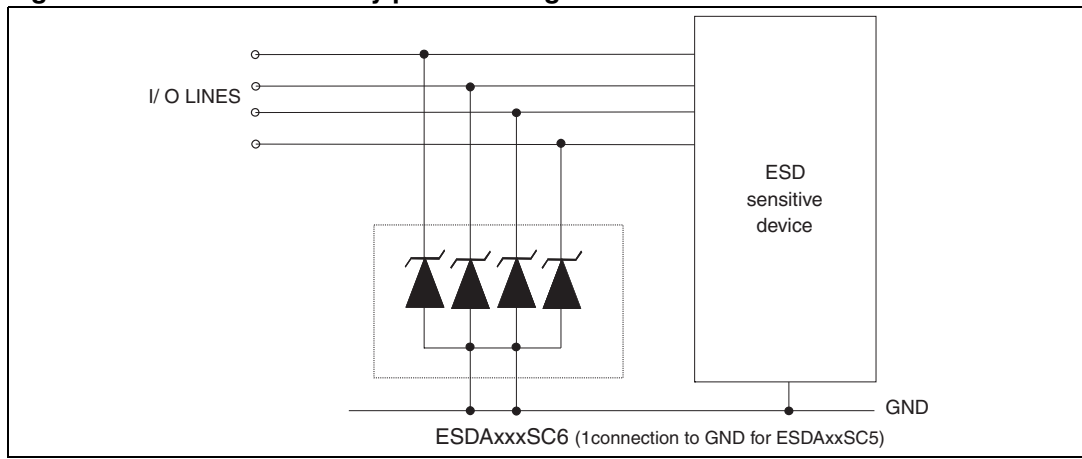 I/ O LINES
ESD
sensitive
device
GND
ESDAxxxSC6 (1connection to GND for ESDAxxSC5)